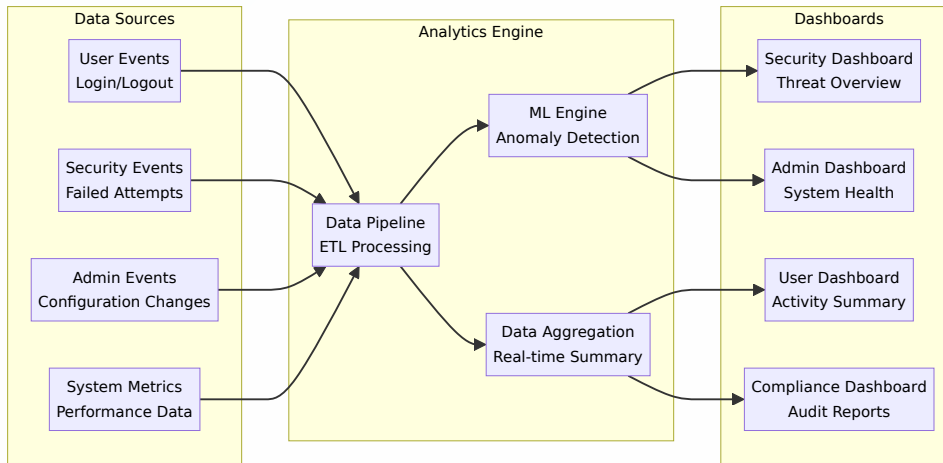 Data Sources
User Events
Login/Logout
Security Events
Failed Attempts
Admin Events
Configuration Changes
System Metrics
Performance Data
Analytics Engine
Data Pipeline
ETL Processing
ML Engine
Anomaly Detection
Data Aggregation
Real-time Summary
Dashboards
Security Dashboard
Threat Overview
Admin Dashboard
System Health
User Dashboard
Activity Summary
Compliance Dashboard
Audit Reports